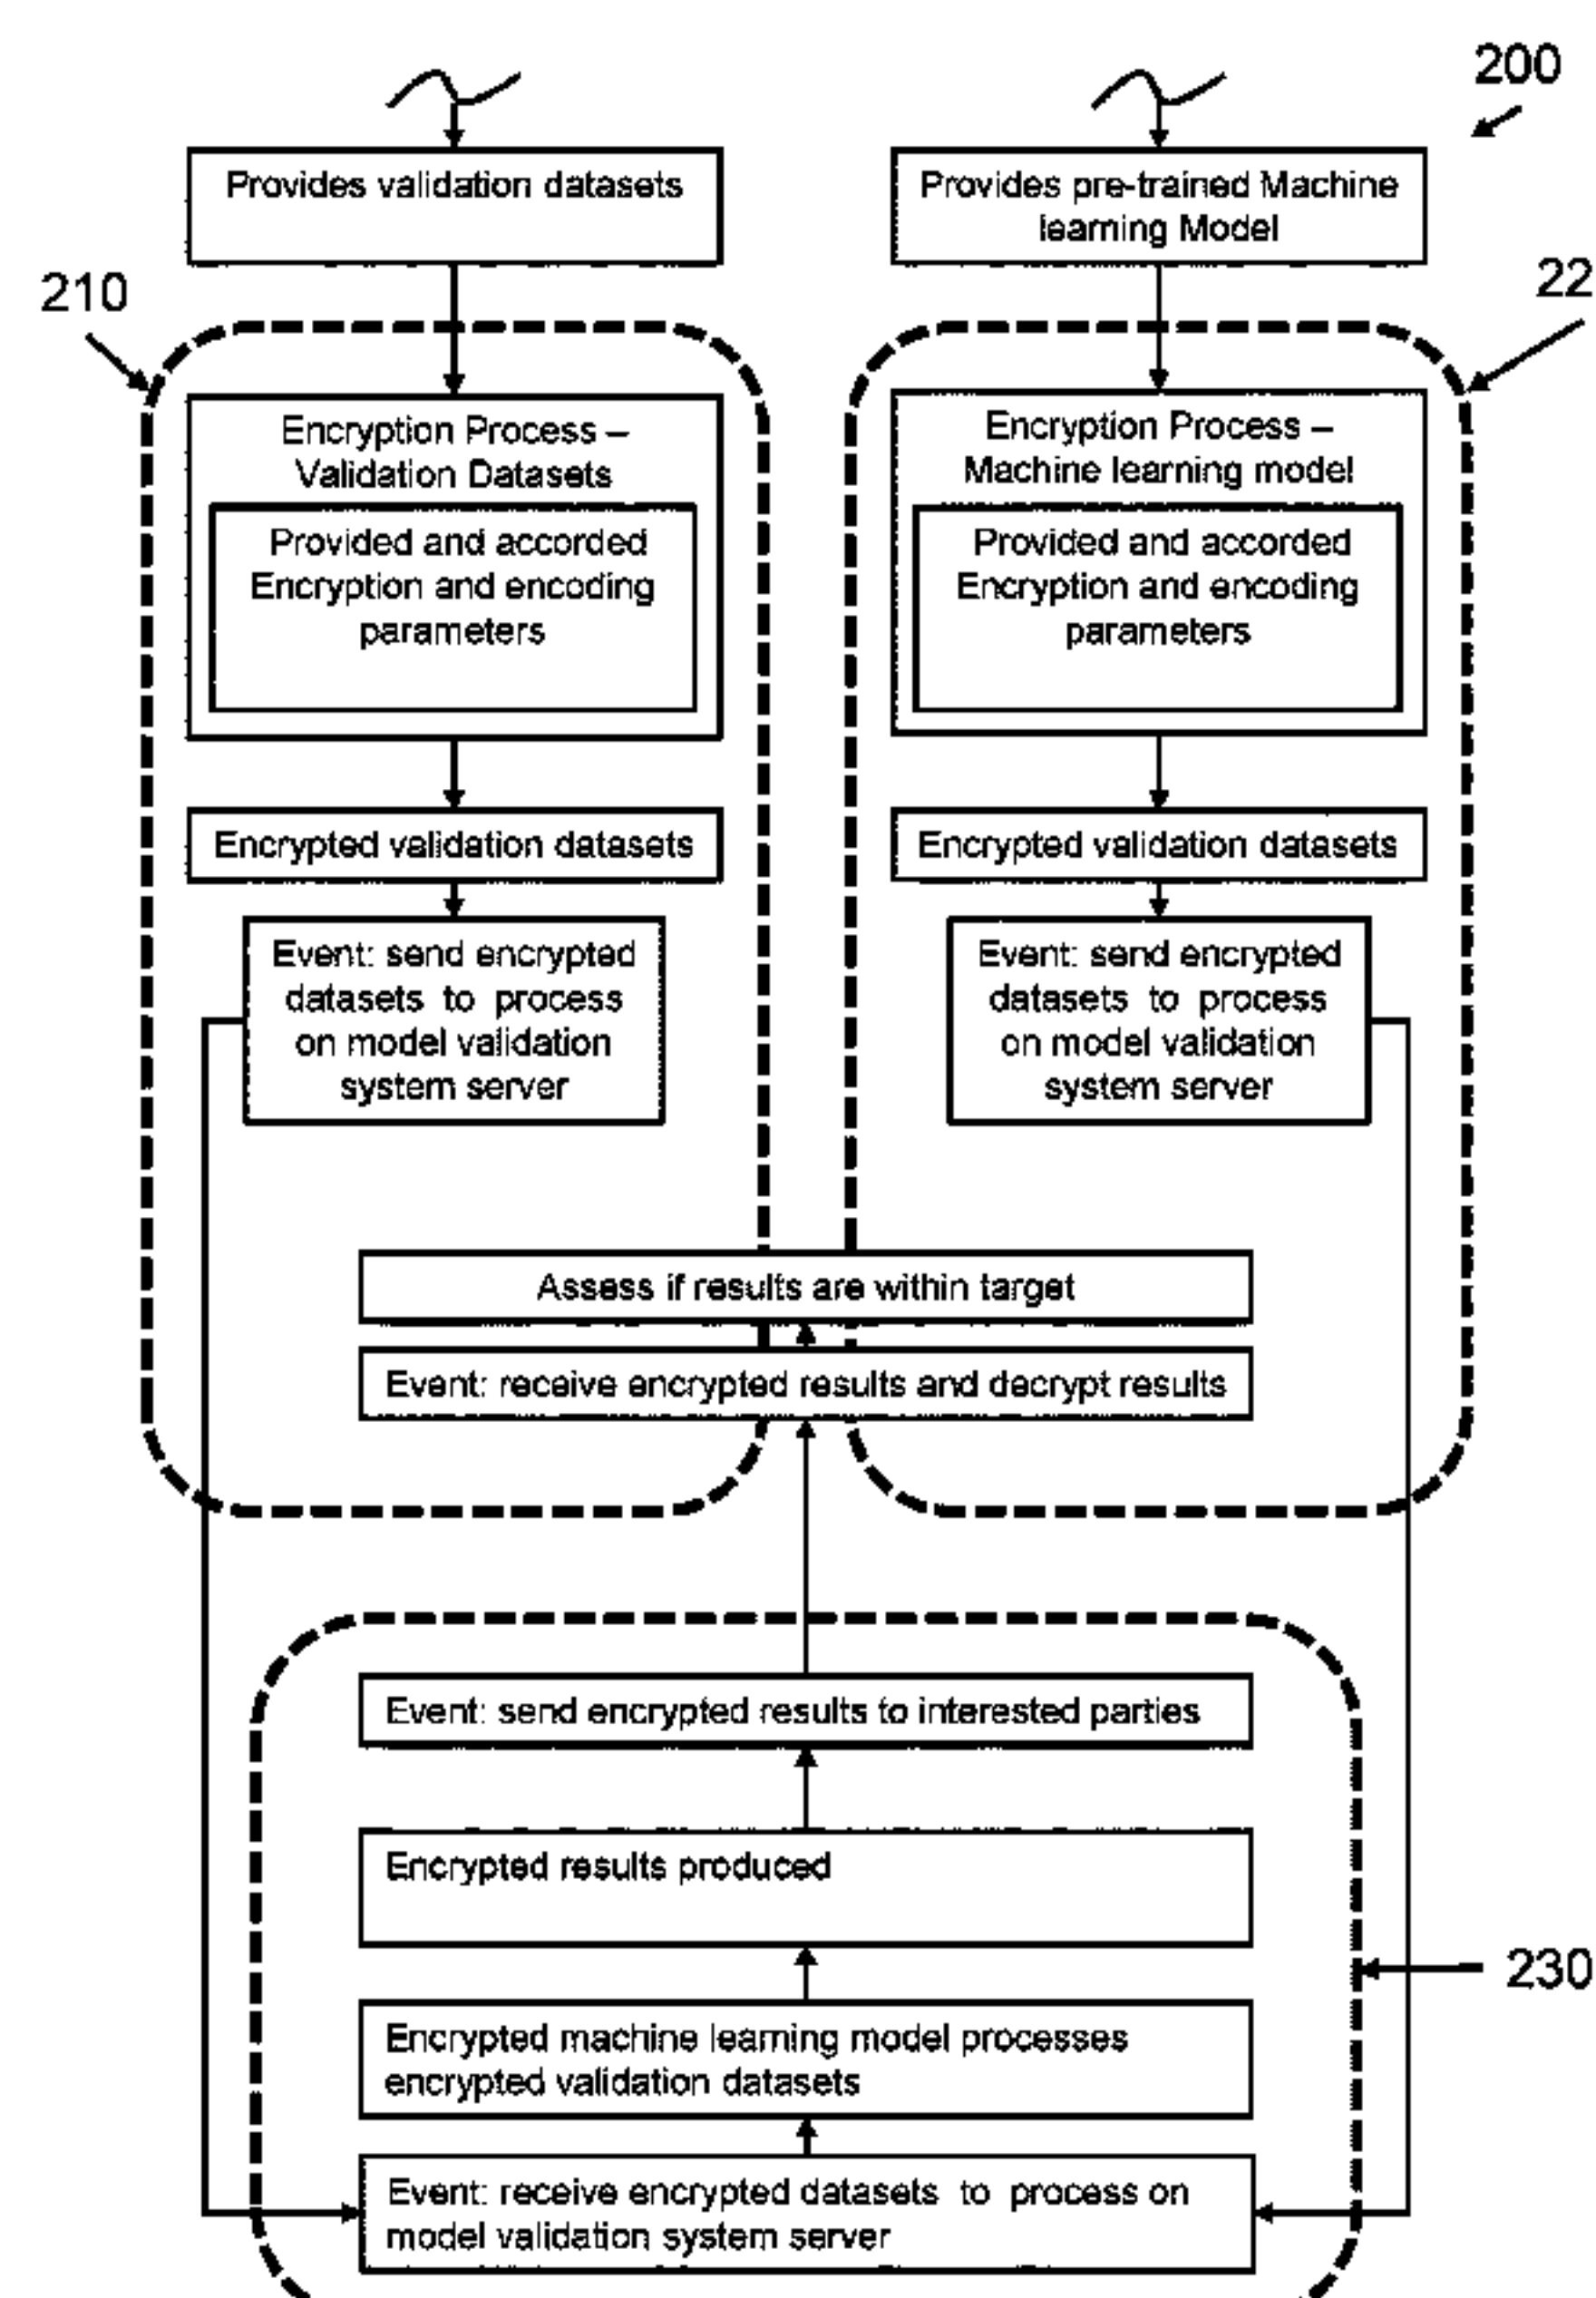 200
Provides validation datasets
Provides pre-trained Machine
learning Model
210
22
Encryption Process –
Validation Datasets
Provided and accorded
Encryption and encoding
parameters
Encryption Process –
Machine learning model
Provided and accorded
Encryption and encoding
parameters
Encrypted validation datasets
Encrypted validation datasets
Event: send encrypted
datasets to process
on model validation
system server
Event: send encrypted
datasets to process
on model validation
system server
Assess if results are within target
Event: receive encrypted results and decrypt results
Event: send encrypted results to interested parties
Encrypted results produced
230
Encrypted machine learning model processes
encrypted validation datasets
Event: receive encrypted datasets to process on
model validation system server